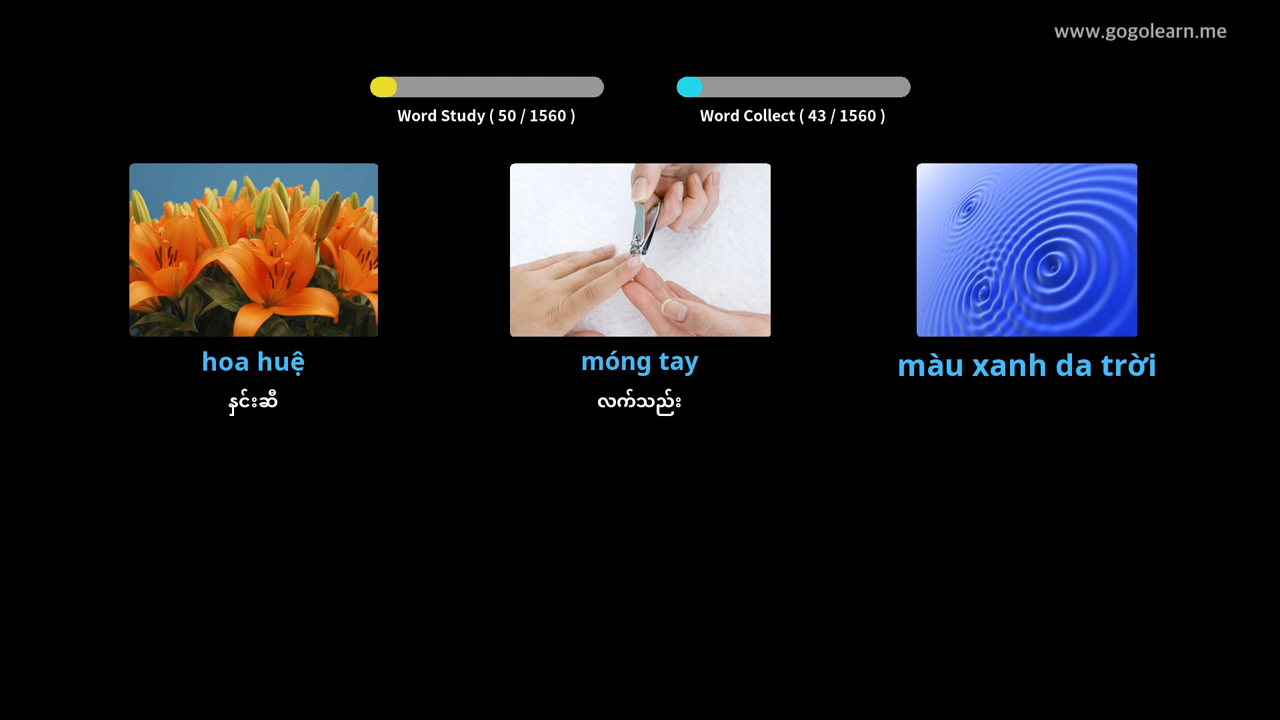 www.gogolearn.me
Word Study ( 50 / 1560 )
Word Collect ( 43 / 1560 )
hoa huệ
နှင်းဆီ
móng tay
လက်သည်း
màu xanh da trời